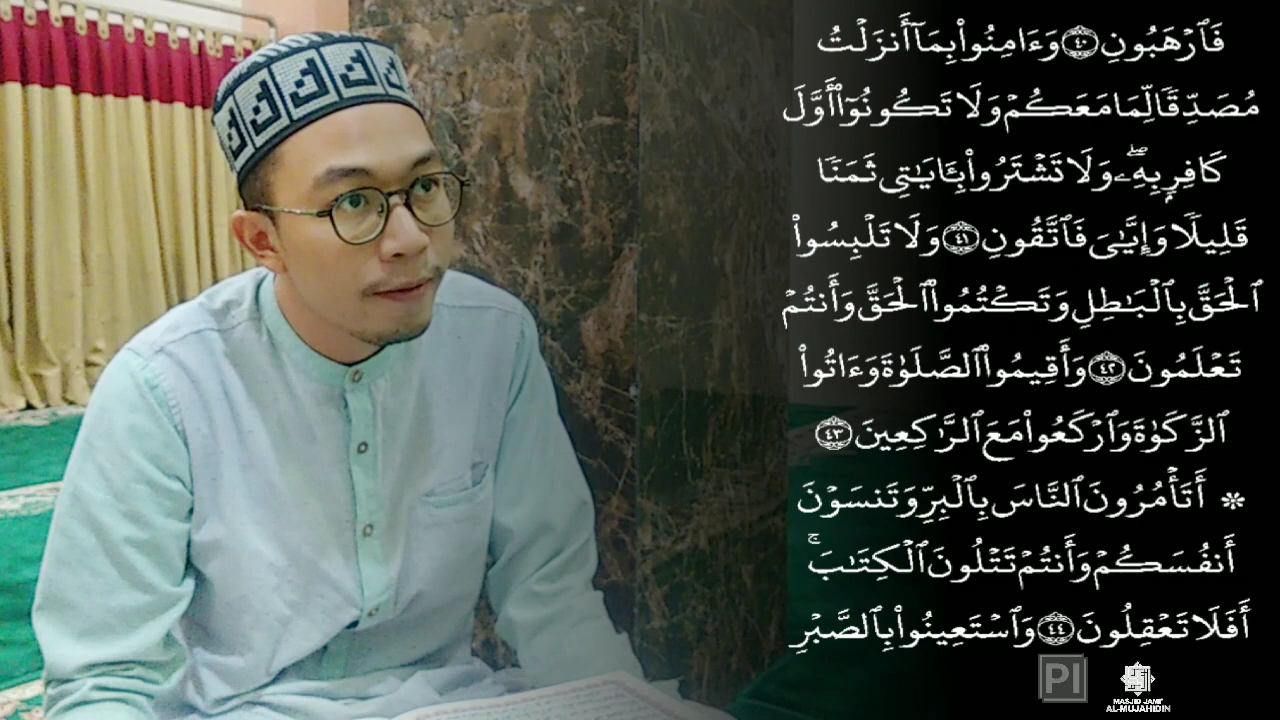 فَٱرۡهَبُونِ ٤٠ وَءَامِنُواْ بِمَآ أَنزَلۡتُ
مُصَدِّقٗا لِّمَا مَعَكُمۡ وَلَا تَكُونُوٓاْ أَوَّلَ
كَافِرِۭ بِهِۦۖ وَلَا تَشۡتَرُواْ بِـَٔايَٰتِي ثَمَنٗا
قَلِيلٗا وَإِيَّٰيَ فَٱتَّقُونِ ٤١ وَلَا تَلۡبِسُواْ
ٱلۡحَقَّ بِٱلۡبَٰطِلِ وَتَكۡتُمُواْ ٱلۡحَقَّ وَأَنتُمۡ
تَعۡلَمُونَ ٤٢ وَأَقِيمُواْ ٱلصَّلَوٰةَ وَءَاتُواْ
ٱلزَّكَوٰةَ وَٱرۡكَعُواْ مَعَ ٱلرَّٰكِعِينَ ٤٣
۞ أَتَأۡمُرُونَ ٱلنَّاسَ بِٱلۡبِرِّ وَتَنسَوۡنَ
أَنفُسَكُمۡ وَأَنتُمۡ تَتۡلُونَ ٱلۡكِتَٰبَۚ
أَفَلَا تَعۡقِلُونَ ٤٤ وَٱسۡتَعِينُواْ بِٱلصَّبۡرِ
PI
MASJID JAMI'
AL-MUJAHIDIN